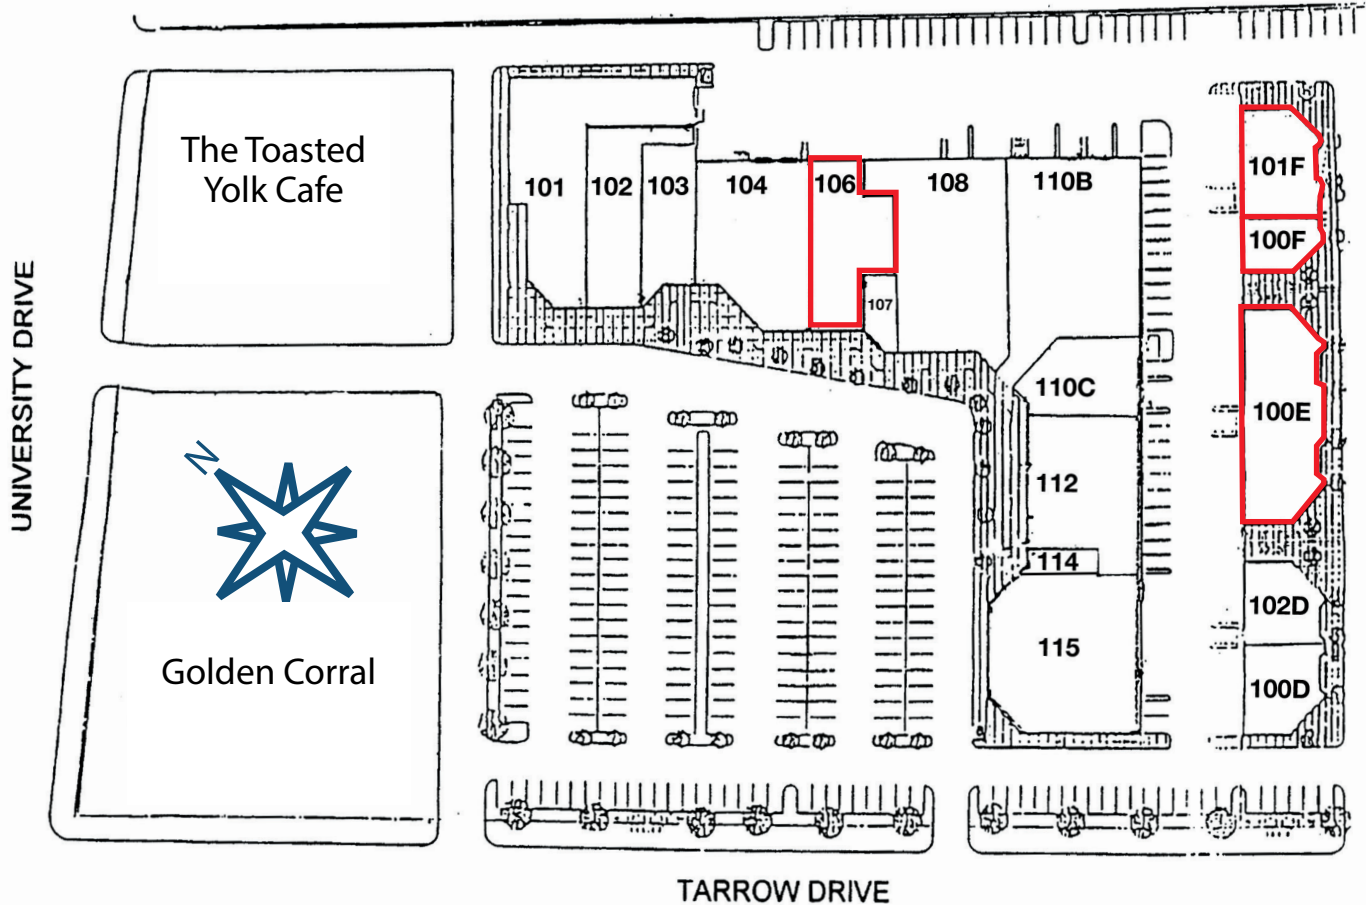 The Toasted
Yolk Cafe
101
102
103
104
106
108
110B
101F
100F
107
UNIVERSITY DRIVE
110C
100E
N
112
114
102D
115
Golden Corral
100D
TARROW DRIVE